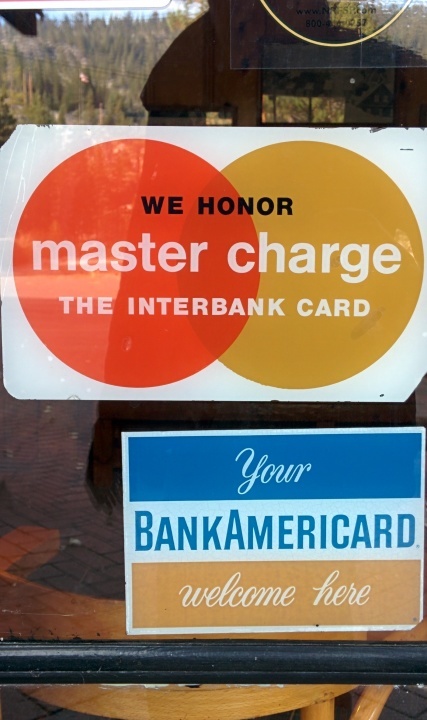 WE HONOR
master charge
THE INTERBANK CARD
Your
BANKAMERICARD
welcome here